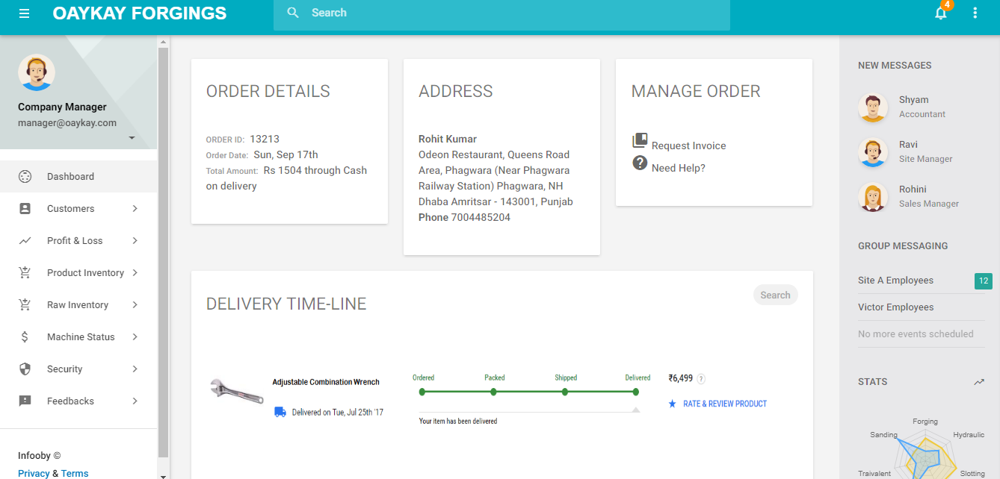 OAYKAY FORGINGS
Search
4
Company Manager
manager@oaykay.com
Dashboard
Customers
Profit & Loss
Product Inventory
Raw Inventory
Machine Status
Security
Feedbacks
Infooby ©
Privacy & Terms
ORDER DETAILS
ORDER ID: 13213
Order Date: Sun, Sep 17th
Total Amount: Rs 1504 through Cash
on delivery
ADDRESS
Rohit Kumar
Odeon Restaurant, Queens Road
Area, Phagwara (Near Phagwara
Railway Station) Phagwara, NH
Dhaba Amritsar - 143001, Punjab
Phone 7004485204
MANAGE ORDER
Request Invoice
? Need Help?
DELIVERY TIME-LINE
Search
Adjustable Combination Wrench
Delivered on Tue, Jul 25th '17
Ordered Packed Shipped Delivered
Your item has been delivered
₹6,499 ?
RATE & REVIEW PRODUCT
NEW MESSAGES
Shyam
Accountant
Ravi
Site Manager
Rohini
Sales Manager
GROUP MESSAGING
Site A Employees 12
Victor Employees
No more events scheduled
STATS
Forging
Sanding Hydraulic
Traivalent Slotting